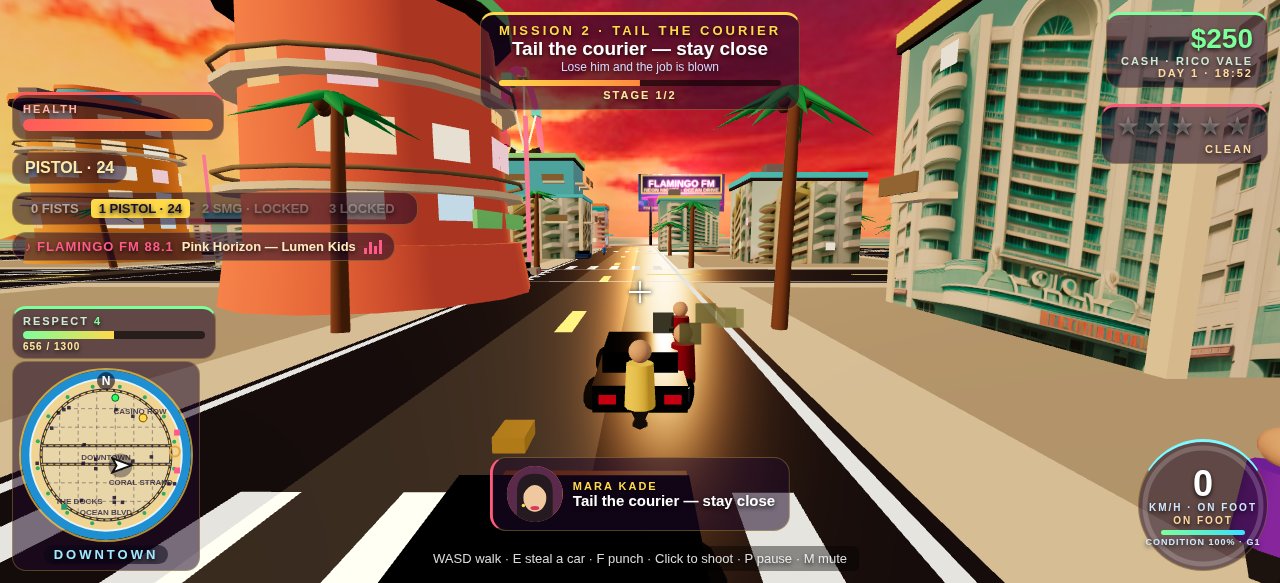 MISSION 2 · TAIL THE COURIER
Tail the courier — stay close
Lose him and the job is blown
STAGE 1/2
$250
CASH · RICO VALE
DAY 1 · 18:52
★★★★★
CLEAN
HEALTH
PISTOL · 24
0 FISTS 1 PISTOL · 24 2 SMG · LOCKED 3 LOCKED
♪ FLAMINGO FM 88.1 Pink Horizon — Lumen Kids
FLAMINGO FM
RESPECT 4
656 / 1300
N
CASINO ROW
DOWNTOWN
CORAL STRAND
THE DOCKS
OCEAN BLVD
DOWNTOWN
MARA KADE
Tail the courier — stay close
0
KM/H · ON FOOT
ON FOOT
CONDITION 100% · G1
WASD walk · E steal a car · F punch · Click to shoot · P pause · M mute